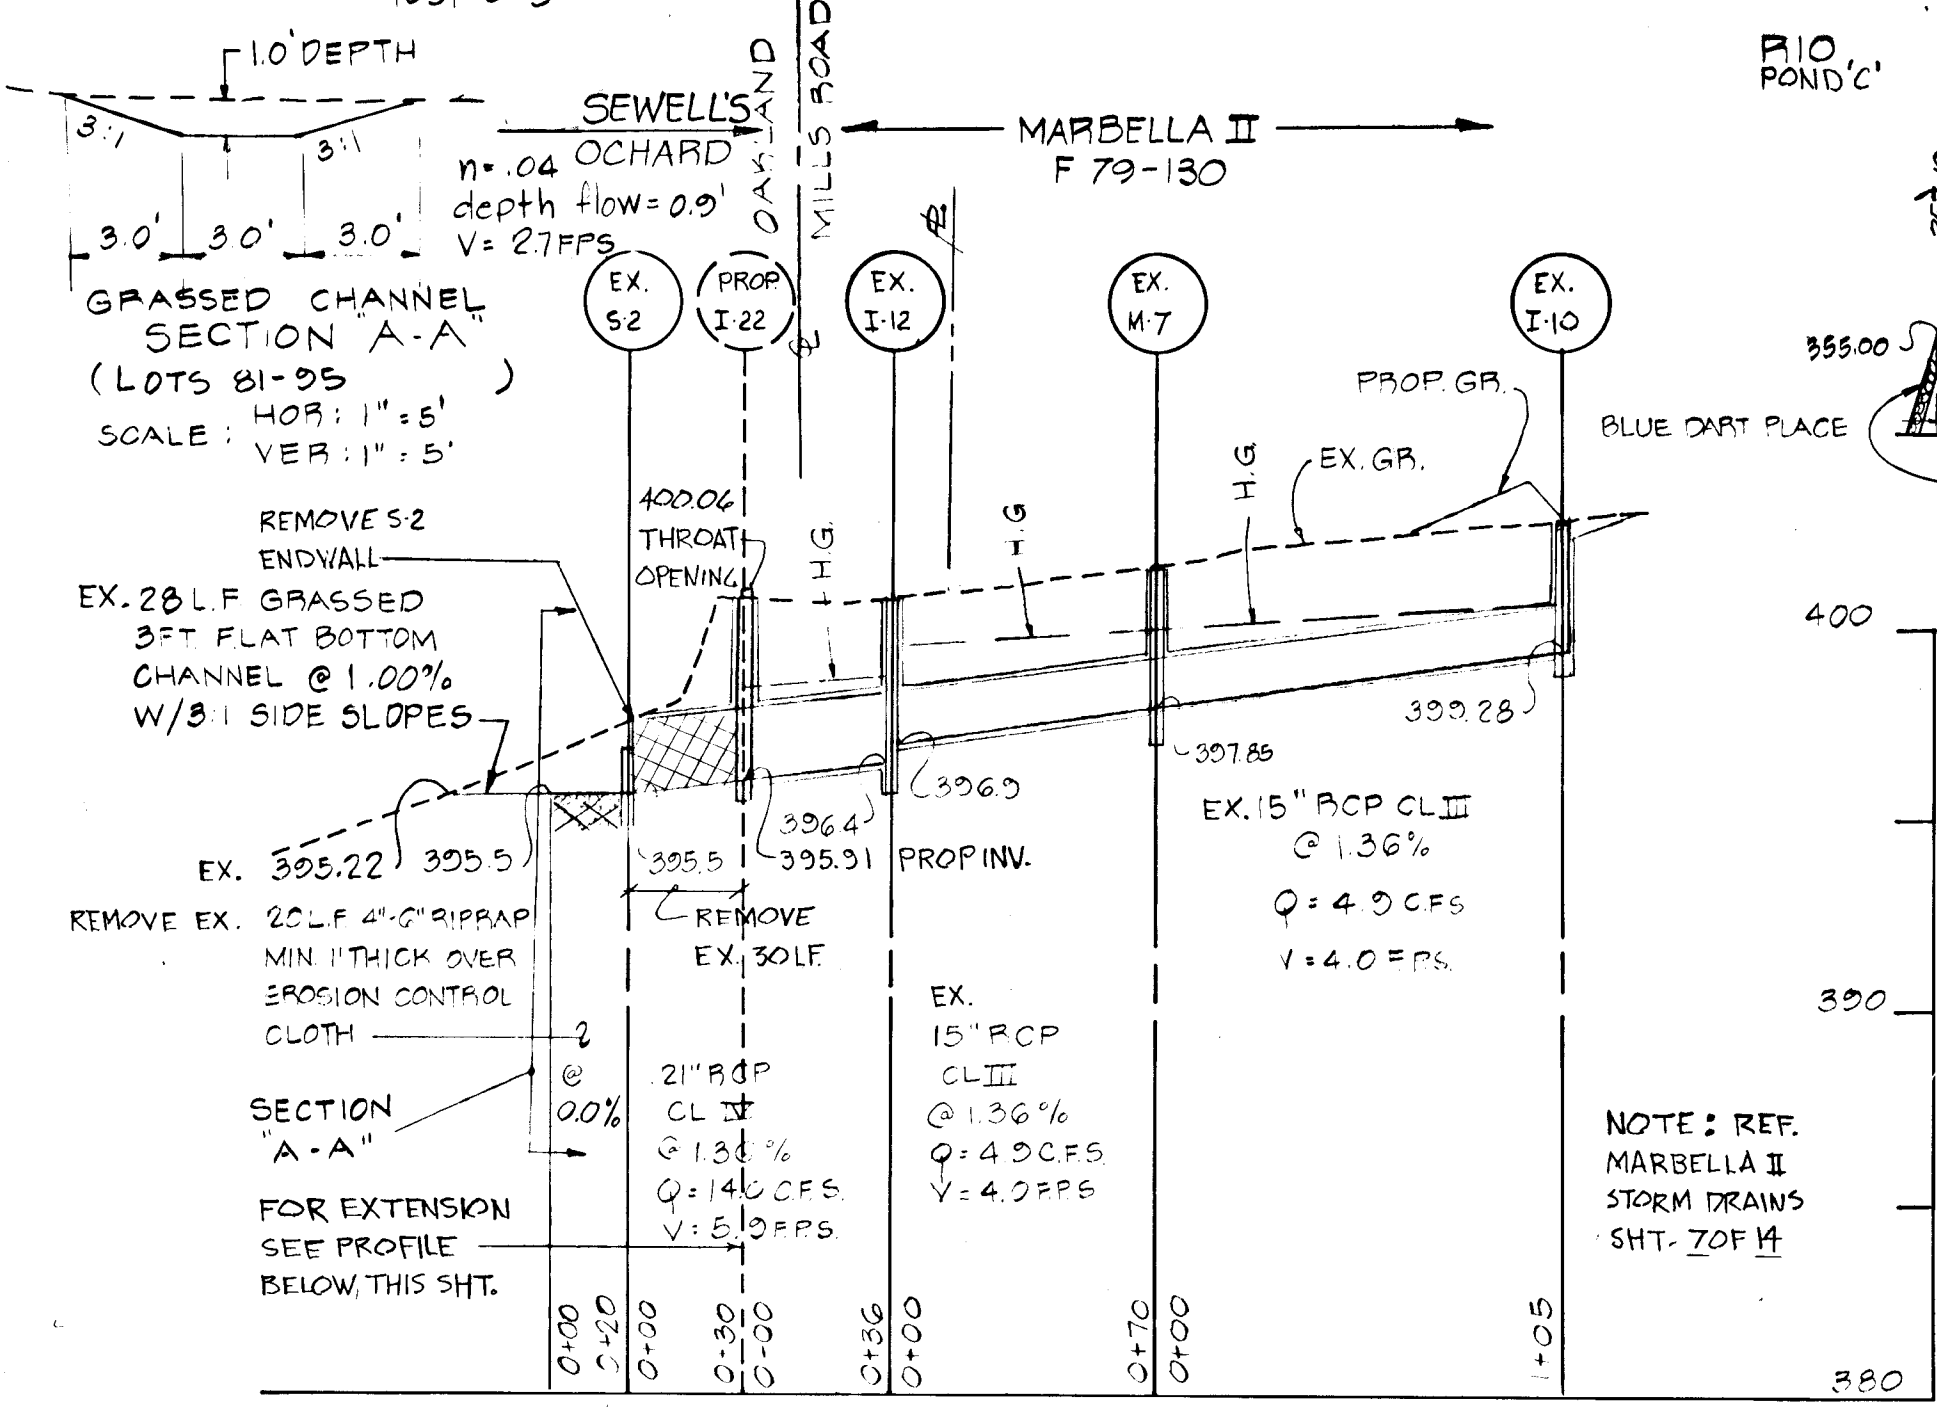 1.0' DEPTH
3:1
3:1
3.0'
3.0'
3.0'
GRASSED CHANNEL
SECTION "A-A"
(LOTS 81-95 )
SCALE: HOR: 1" = 5'
VER: 1" = 5'
n=.04
depth flow=0.9'
V= 2.7FPS
SEWELL'S
OCHARD
OAKLAND
MILLS ROAD
MARBELLA II
F 79-130
RIO
POND 'C'
EX.
S-2
PROP.
I-22
EX.
I-12
EX.
M-7
EX.
I-10
355.00
BLUE DART PLACE
PROP. GR.
EX. GR.
H.G.
H.G
H.G.
400.06
THROAT
OPENING
REMOVE S-2
ENDWALL
EX. 28 L.F. GRASSED
3FT. FLAT BOTTOM
CHANNEL @ 1.00%
W/3:1 SIDE SLOPES
EX. 395.22
395.5
395.5
396.4
395.91 PROP INV.
396.9
397.85
399.28
REMOVE EX. 20L.F. 4"-6" RIPRAP
MIN. 1' THICK OVER
EROSION CONTROL
CLOTH
@
0.0%
REMOVE
EX. 30LF.
SECTION
"A-A"
FOR EXTENSION
SEE PROFILE
BELOW, THIS SHT.
21" RCP
CL IV
@ 1.36%
Q=14.0 C.F.S.
V: 5.9 F.P.S.
EX.
15" RCP
CL III
@ 1.36%
Q= 4.9 C.F.S.
V= 4.0 F.P.S
EX. 15" RCP CL III
@ 1.36%
Q = 4.9 C.F.S
V = 4.0 F.P.S.
NOTE: REF.
MARBELLA II
STORM DRAINS
SHT. 7 OF 14
400
390
380
0+00
0+20
0+00
0+30
0-00
0+36
0+00
0+70
0+00
1+05